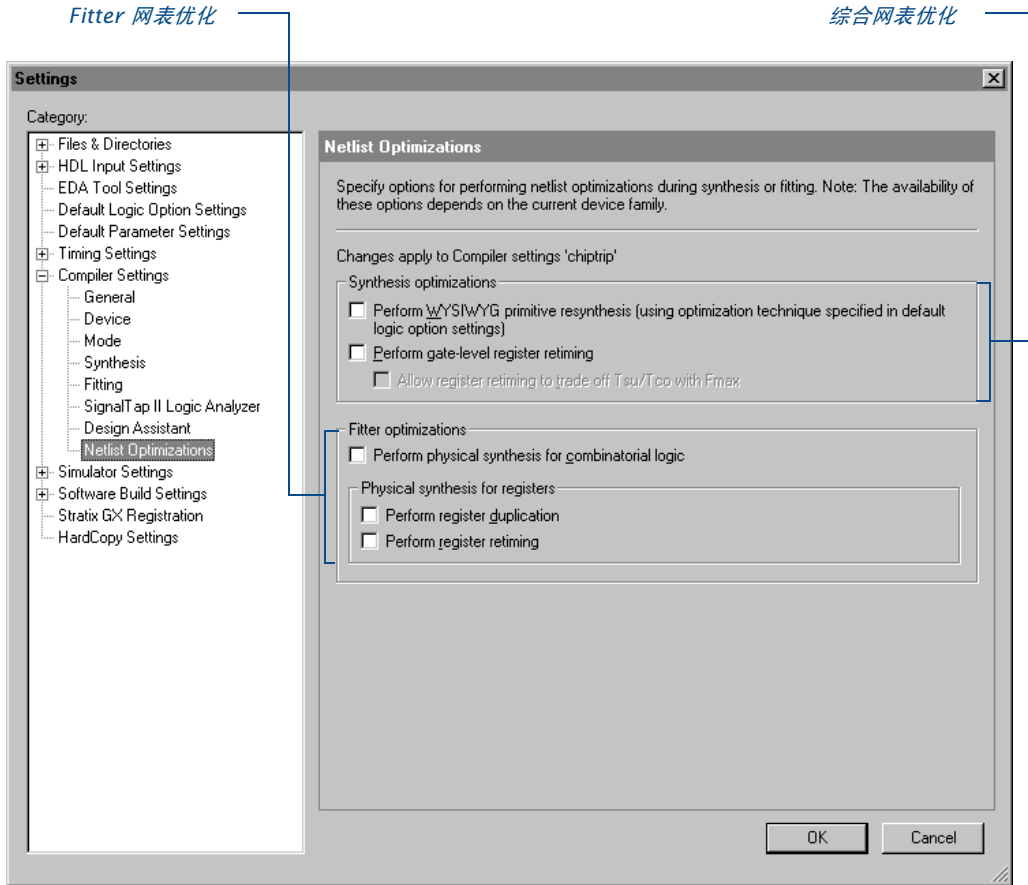 Fitter 网表优化
综合网表优化
Settings
Category:
Files & Directories
HDL Input Settings
EDA Tool Settings
Default Logic Option Settings
Default Parameter Settings
Timing Settings
Compiler Settings
General
Device
Mode
Synthesis
Fitting
SignalTap II Logic Analyzer
Design Assistant
Netlist Optimizations
Simulator Settings
Software Build Settings
Stratix GX Registration
HardCopy Settings
Netlist Optimizations
Specify options for performing netlist optimizations during synthesis or fitting. Note: The availability of
these options depends on the current device family.
Changes apply to Compiler settings 'chiptrip'
Synthesis optimizations
Perform WYSIWYG primitive resynthesis (using optimization technique specified in default
logic option settings)
Perform gate-level register retiming
Allow register retiming to trade off Tsu/Tco with Fmax
Fitter optimizations
Perform physical synthesis for combinatorial logic
Physical synthesis for registers
Perform register duplication
Perform register retiming
OK
Cancel